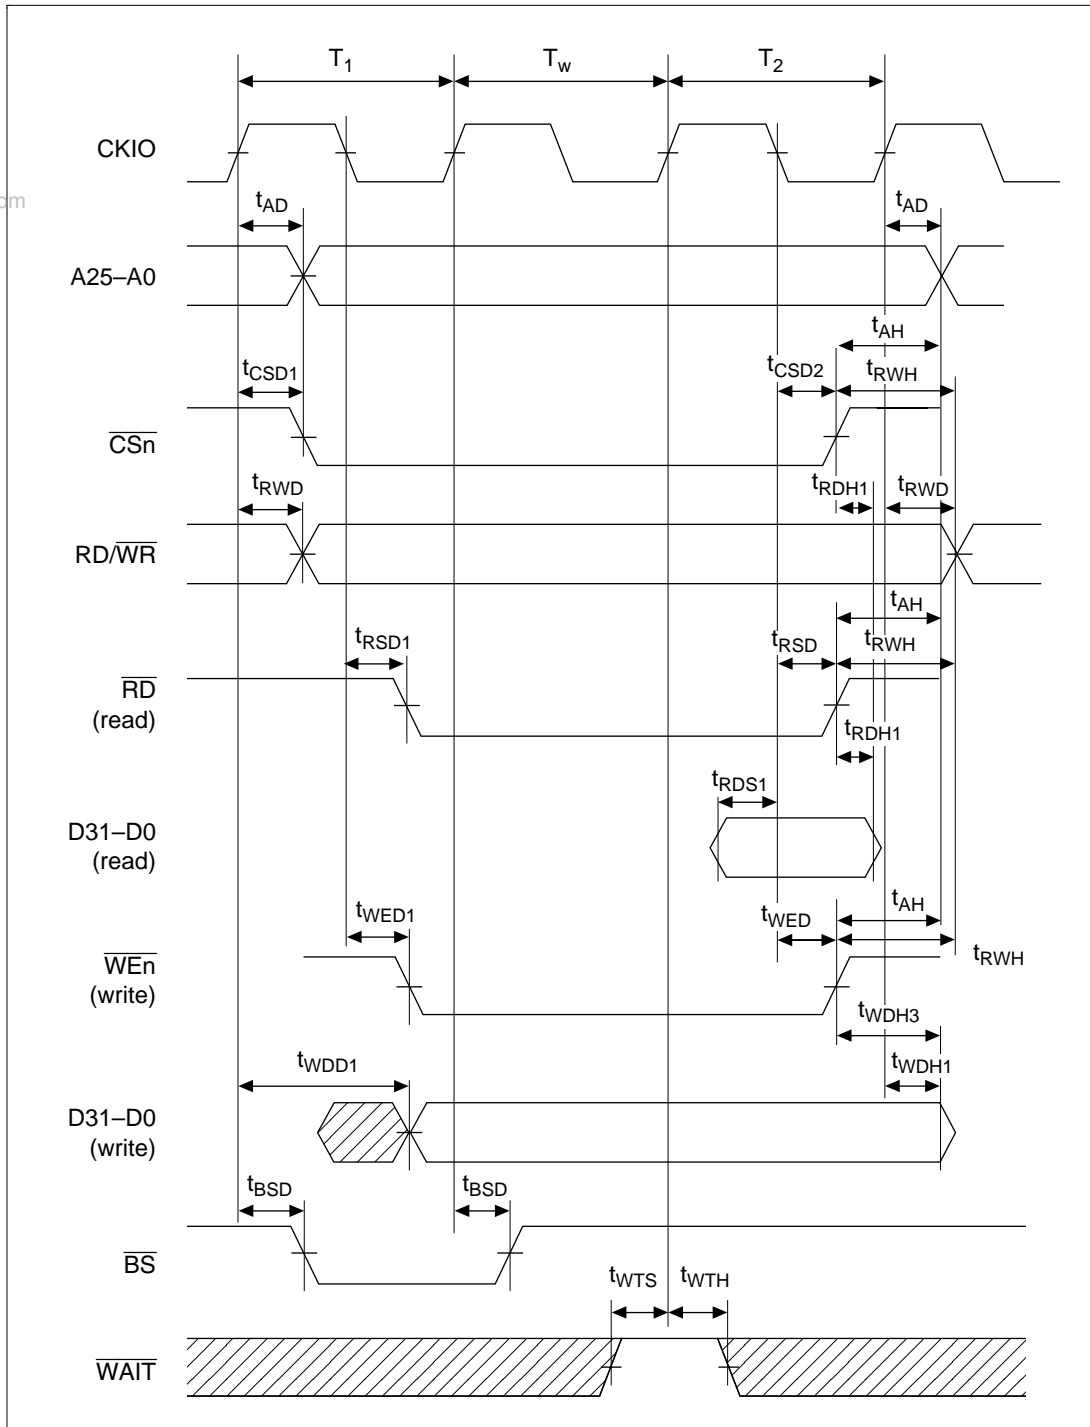 T1 Tw T2
CKIO
om
tAD tAD
A25–A0
tAH
tCSD1 tCSD2 tRWH
CSn
tRDH1
tRWD tRWD
RD/WR
tAH
tRSD1 tRSD tRWH
RD
(read)
tRDH1
tRDS1
D31–D0
(read)
tAH
tWED1 tWED
WEn
(write)
tRWH
tWDH3
tWDD1 tWDH1
D31–D0
(write)
tBSD tBSD
BS
tWTS tWTH
WAIT